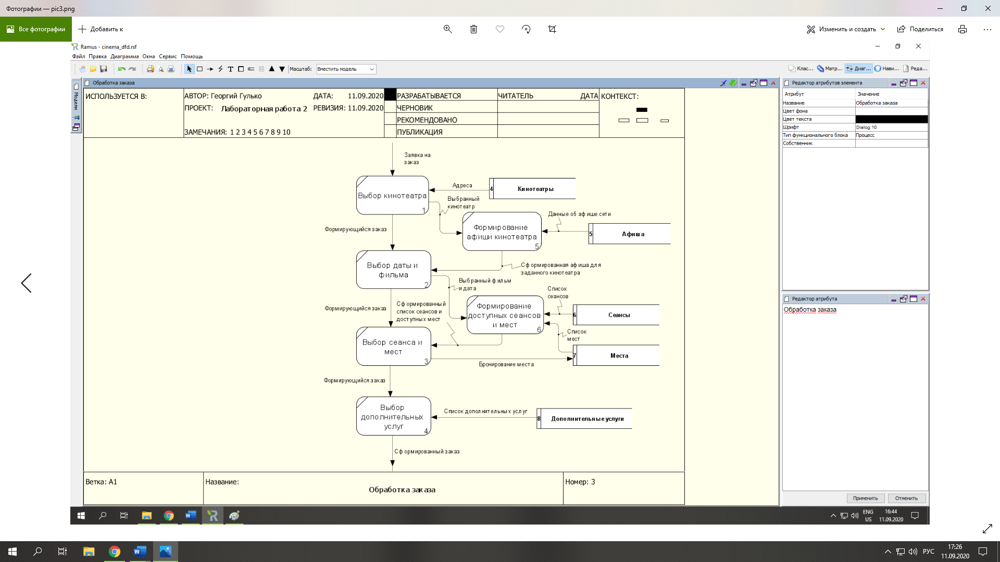 Фотографии — pic3.png
Все фотографии
Добавить к
Изменить и создать
Поделиться
Ramus - cinema_dfd.rsf
Файл Правка Диаграмма Окна Сервис Помощь
Масштаб: Вместить модель
Клас... Матр... Диаг... Нави... Реда...
Модели
Обработка заказа
ИСПОЛЬЗУЕТСЯ В:
АВТОР: Георгий Гулько
ДАТА: 11.09.2020
ПРОЕКТ: Лабораторная работа 2
РЕВИЗИЯ: 11.09.2020
ЗАМЕЧАНИЯ: 1 2 3 4 5 6 7 8 9 10
РАЗРАБАТЫВАЕТСЯ
ЧЕРНОВИК
РЕКОМЕНДОВАНО
ПУБЛИКАЦИЯ
ЧИТАТЕЛЬ ДАТА
КОНТЕКСТ:
Заявка на
заказ
Выбор кинотеатра
1
Адреса
4 Кинотеатры
Выбранный
кинотеатр
Формирующийся заказ
Формирование
афиши кинотеатра
5
Данные об афише сети
5 Афиша
Выбор даты и
фильма
2
Сформированная афиша для
заданного кинотеатра
Выбранный фильм
и дата
Формирующийся заказ
Сформированный
список сеансов и
доступных мест
Формирование
доступных сеансов
и мест
6
Список
сеансов
6 Сеансы
Список
мест
7 Места
Выбор сеанса и
мест
3
Бронирование места
Формирующийся заказ
Выбор
дополнительных
услуг
4
Список дополнительных услуг
8 Дополнительные услуги
Сформированный заказ
Ветка: A1
Название:
Обработка заказа
Номер: 3
Редактор атрибутов элемента
Атрибут Значение
Название Обработка заказа
Цвет фона
Цвет текста
Шрифт Dialog 10
Тип функционального блока Процесс
Собственник
Редактор атрибута
Обработка заказа
Применить Отменить
ENG
US
16:44
11.09.2020
РУС
17:26
11.09.2020